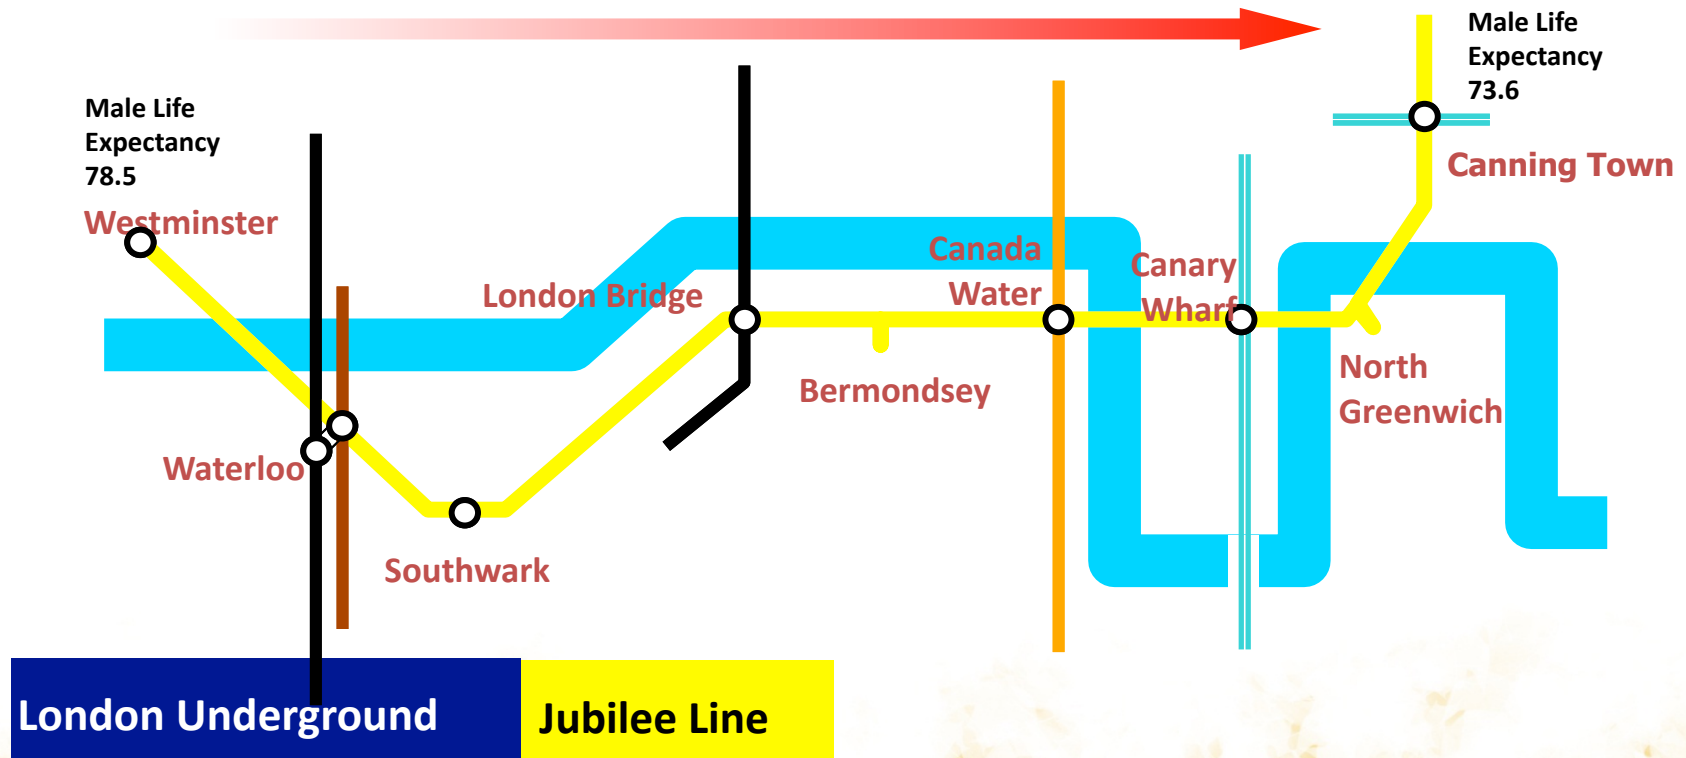 Male Life
Expectancy
78.5
Westminster
Waterloo
Southwark
London Bridge
Bermondsey
Canada
Water
Canary
Wharf
North
Greenwich
Male Life
Expectancy
73.6
Canning Town
London Underground
Jubilee Line